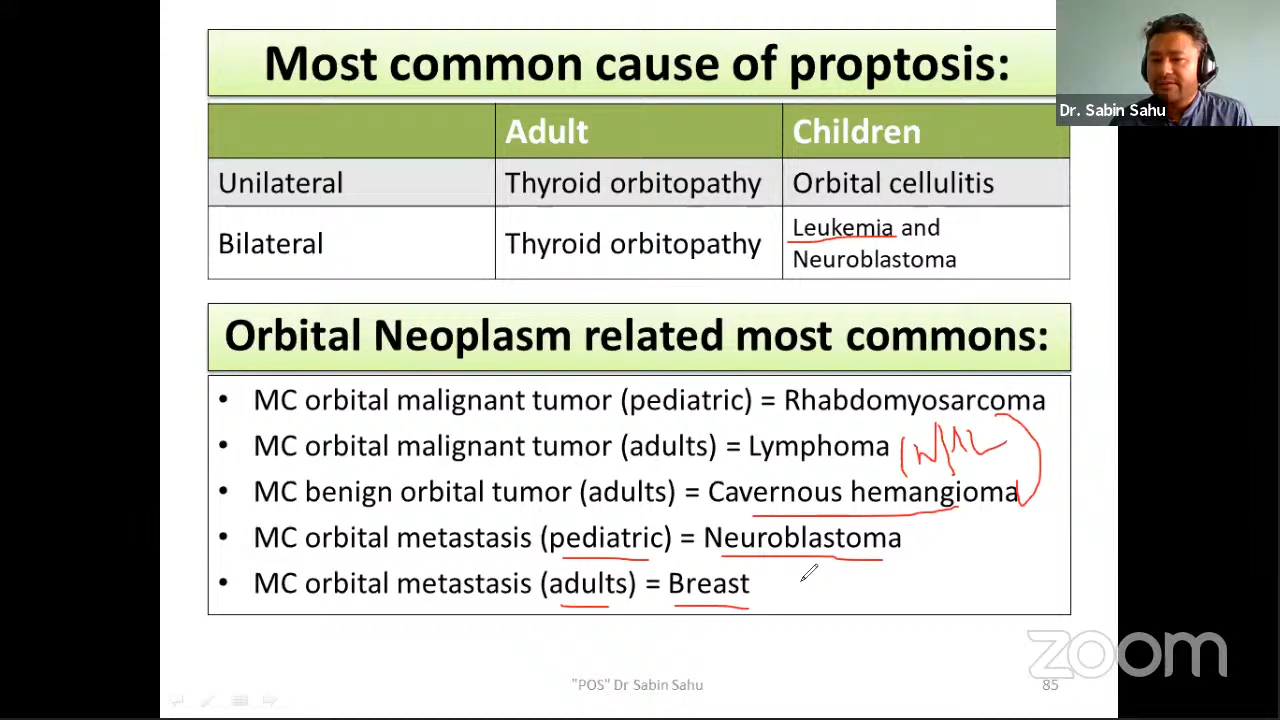 Most common cause of proptosis:
Dr. Sabin Sahu
Adult Children
Unilateral Thyroid orbitopathy Orbital cellulitis
Bilateral Thyroid orbitopathy Leukemia and
Neuroblastoma
Orbital Neoplasm related most commons:
• MC orbital malignant tumor (pediatric) = Rhabdomyosarcoma
• MC orbital malignant tumor (adults) = Lymphoma
• MC benign orbital tumor (adults) = Cavernous hemangioma
• MC orbital metastasis (pediatric) = Neuroblastoma
• MC orbital metastasis (adults) = Breast
zoom
"POS" Dr Sabin Sahu 85